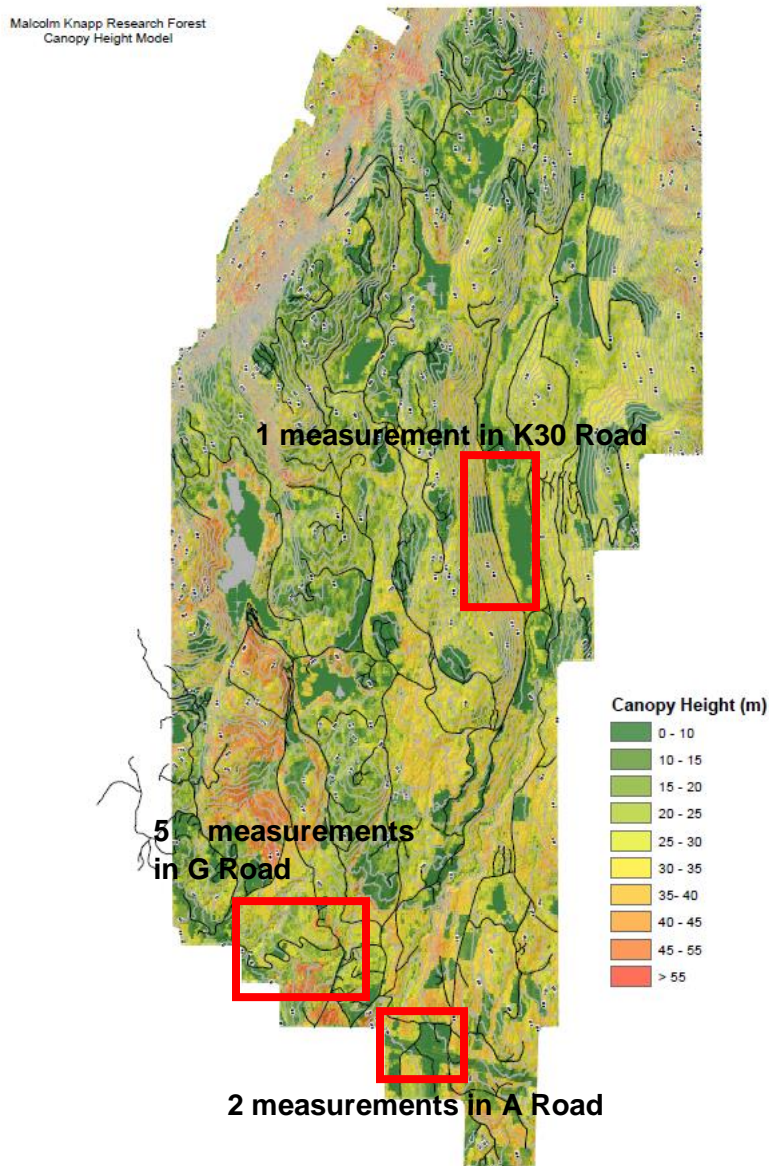 Malcolm Knapp Research Forest
Canopy Height Model
1 measurement in K30 Road
Canopy Height (m)
0 - 10
10 - 15
15 - 20
20 - 25
25 - 30
30 - 35
35- 40
40 - 45
45 - 55
> 55
5 measurements
in G Road
2 measurements in A Road